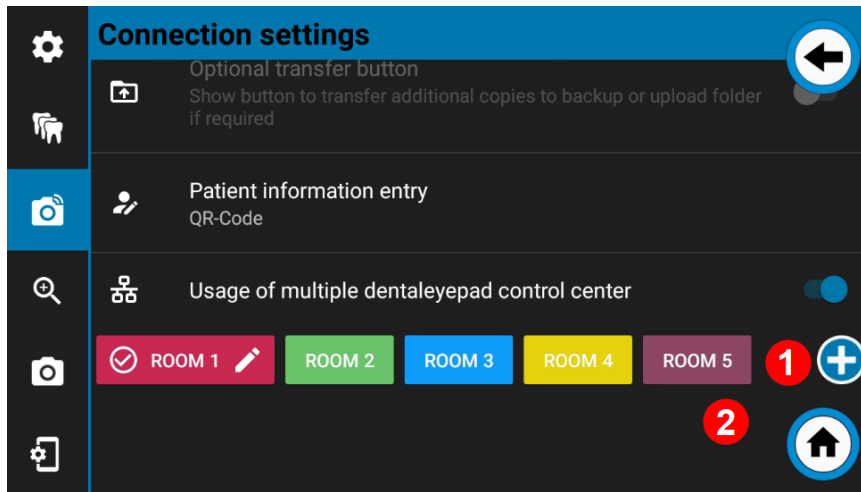 Connection settings
Optional transfer button
Show button to transfer additional copies to backup or upload folder
if required
Patient information entry
QR-Code
Usage of multiple dentaleyepad control center
ROOM 1 ROOM 2 ROOM 3 ROOM 4 ROOM 5 1
2